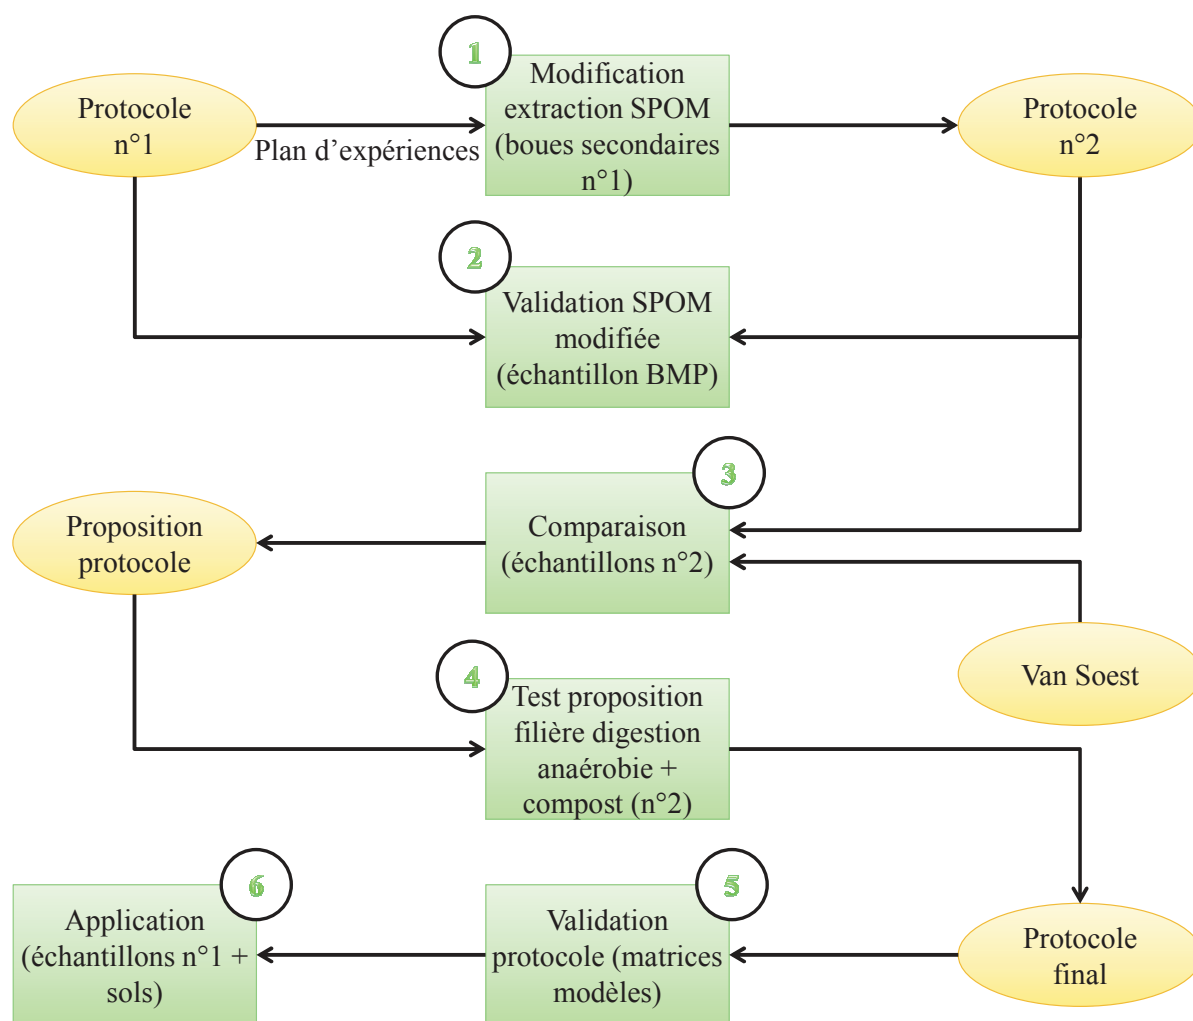 1
Protocole
n°1
Plan d’expériences
Modification
extraction SPOM
(boues secondaires
n°1)
Protocole
n°2
2
Validation SPOM
modifiée
(échantillon BMP)
3
Comparaison
(échantillons n°2)
Proposition
protocole
Van Soest
4
Test proposition
filière digestion
anaérobie +
compost (n°2)
6
Application
(échantillons n°1 +
sols)
5
Validation
protocole (matrices
modèles)
Protocole
final